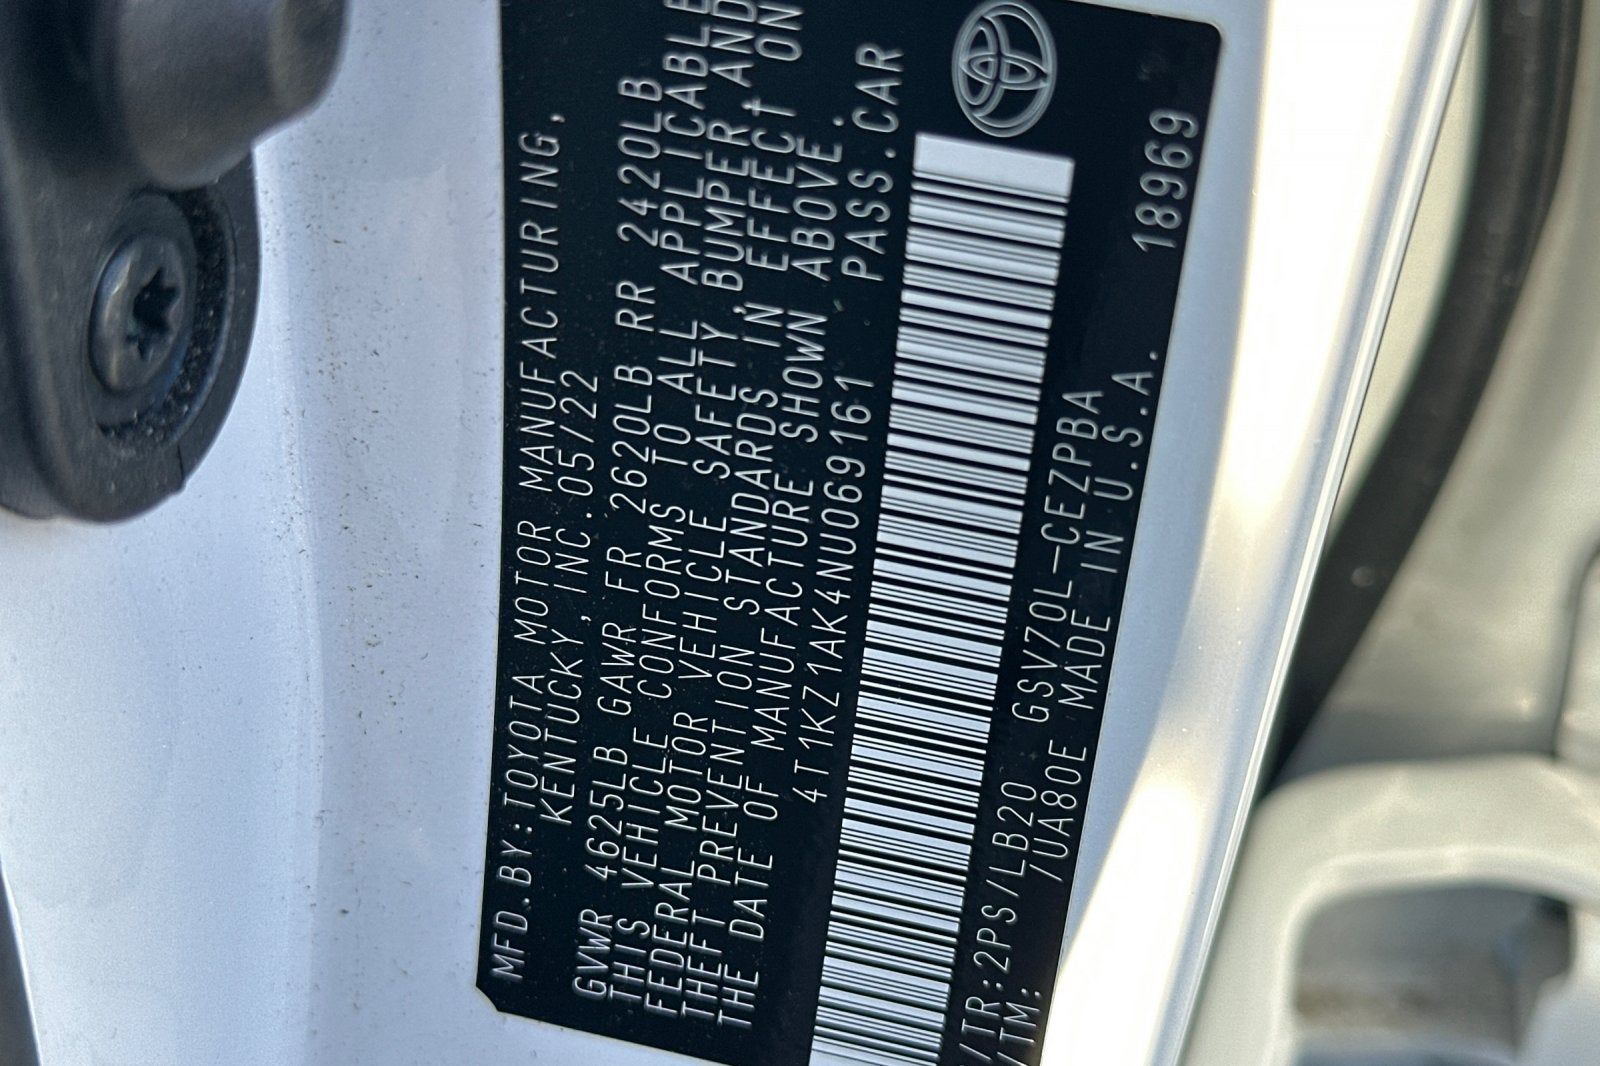 MFD.BY:TOYOTA MOTOR MANUFACTURING,
KENTUCKY,INC.05/22
GVWR 4625LB GAWR FR 2620LB RR 2420LB
THIS VEHICLE CONFORMS TO ALL APPLICABLE
FEDERAL MOTOR VEHICLE SAFETY,BUMPER,AND
THEFT PREVENTION STANDARDS IN EFFECT ON
THE DATE OF MANUFACTURE SHOWN ABOVE.
4T1KZ1AK4NU069161 PASS.CAR
/TR:2PS/LB20 GSV70L-CEZPBA 18969
/TM: 7UA80E MADE IN U.S.A.